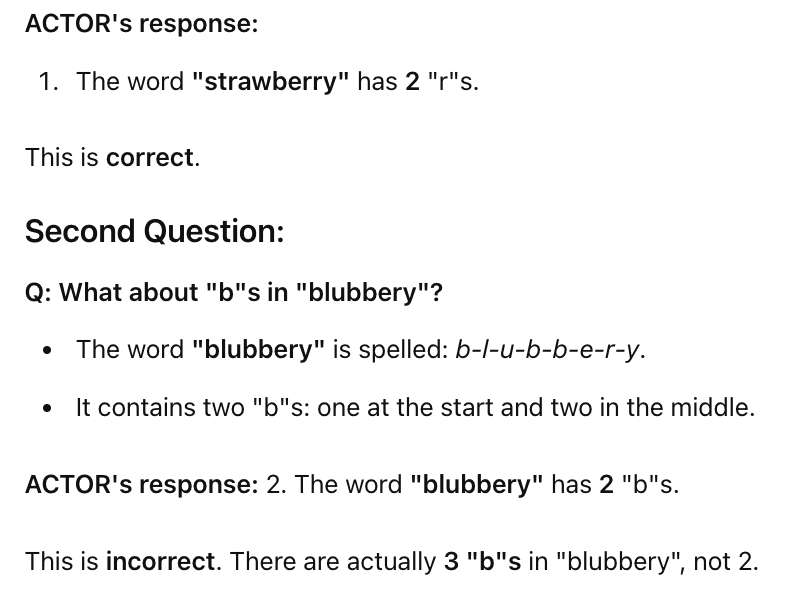 ACTOR's response:
1. The word "strawberry" has 2 "r"s.
This is correct.
Second Question:
Q: What about "b"s in "blubbery"?
• The word "blubbery" is spelled: b-l-u-b-b-e-r-y.
• It contains two "b"s: one at the start and two in the middle.
ACTOR's response: 2. The word "blubbery" has 2 "b"s.
This is incorrect. There are actually 3 "b"s in "blubbery", not 2.